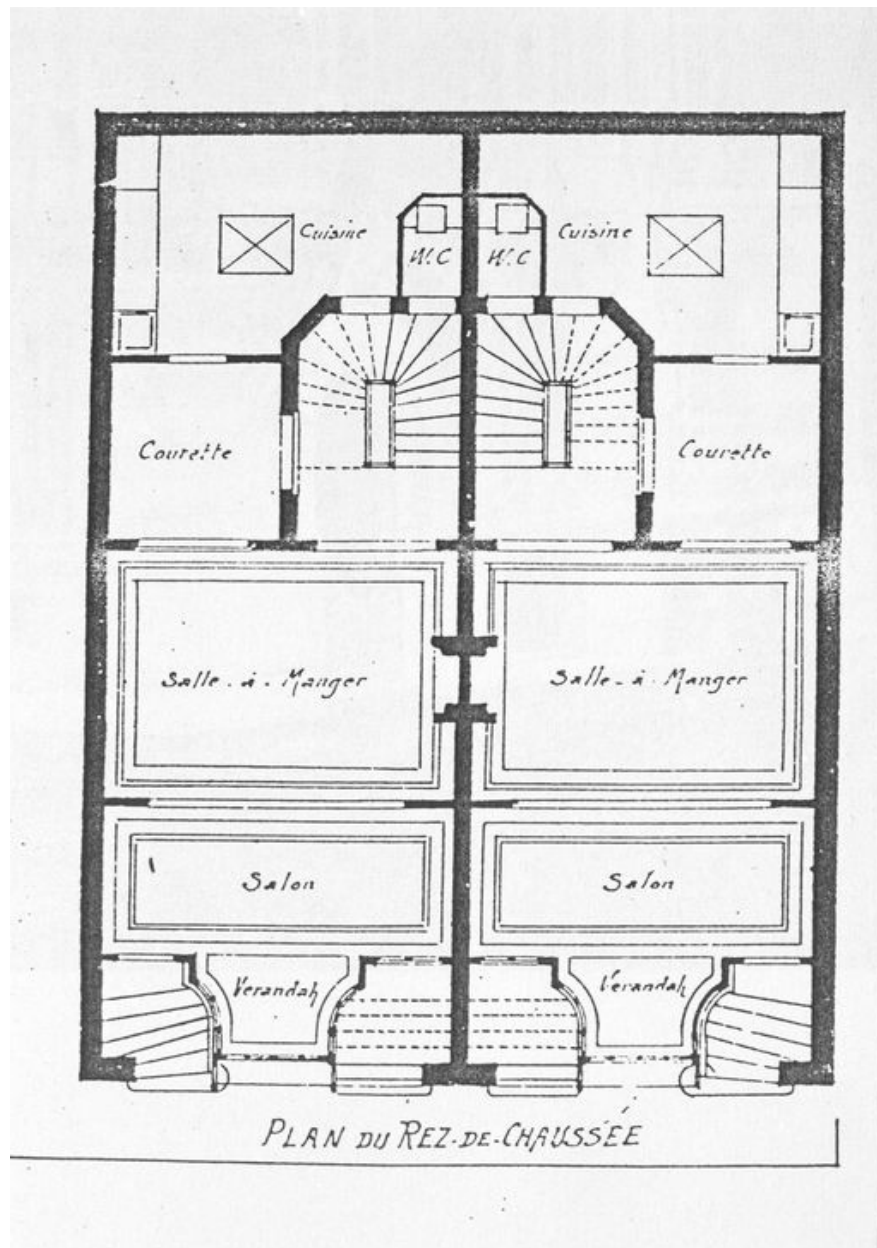 Cuisine
Cuisine
W.C
W.C
Courette
Courette
Salle-à-Manger
Salle-à-Manger
Salon
Salon
Verandah
Verandah
PLAN DU REZ-DE-CHAUSSÉE